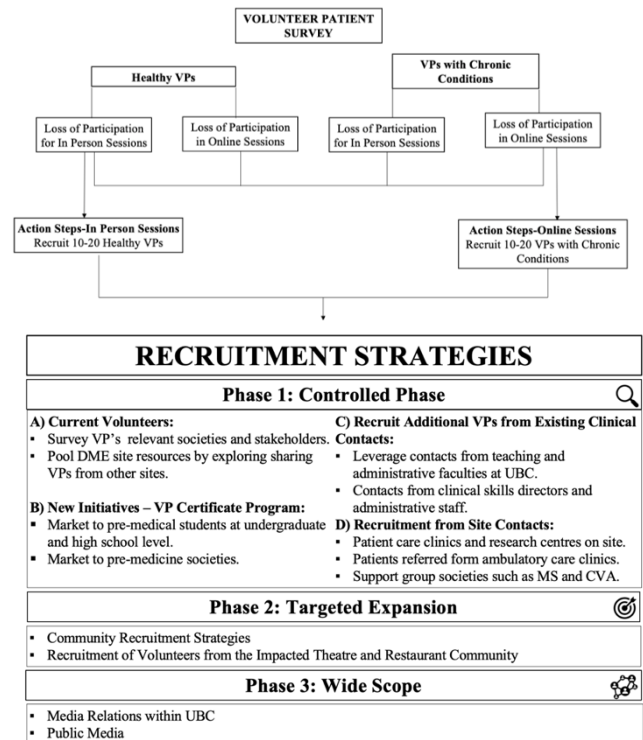 VOLUNTEER PATIENT
SURVEY
Healthy VPs
VPs with Chronic
Conditions
Loss of Participation
for In Person Sessions
Loss of Participation
in Online Sessions
Loss of Participation
for In Person Sessions
Loss of Participation
in Online Sessions
Action Steps-In Person Sessions
Recruit 10-20 Healthy VPs
Action Steps-Online Sessions
Recruit 10-20 VPs with Chronic
Conditions
RECRUITMENT STRATEGIES
Phase 1: Controlled Phase
A) Current Volunteers:
▪ Survey VP's relevant societies and stakeholders.
▪ Pool DME site resources by exploring sharing
VPs from other sites.
B) New Initiatives – VP Certificate Program:
▪ Market to pre-medical students at undergraduate
and high school level.
▪ Market to pre-medicine societies.
C) Recruit Additional VPs from Existing Clinical
Contacts:
▪ Leverage contacts from teaching and
administrative faculties at UBC.
▪ Contacts from clinical skills directors and
administrative staff.
D) Recruitment from Site Contacts:
▪ Patient care clinics and research centres on site.
▪ Patients referred form ambulatory care clinics.
▪ Support group societies such as MS and CVA.
Phase 2: Targeted Expansion
▪ Community Recruitment Strategies
▪ Recruitment of Volunteers from the Impacted Theatre and Restaurant Community
Phase 3: Wide Scope
▪ Media Relations within UBC
▪ Public Media